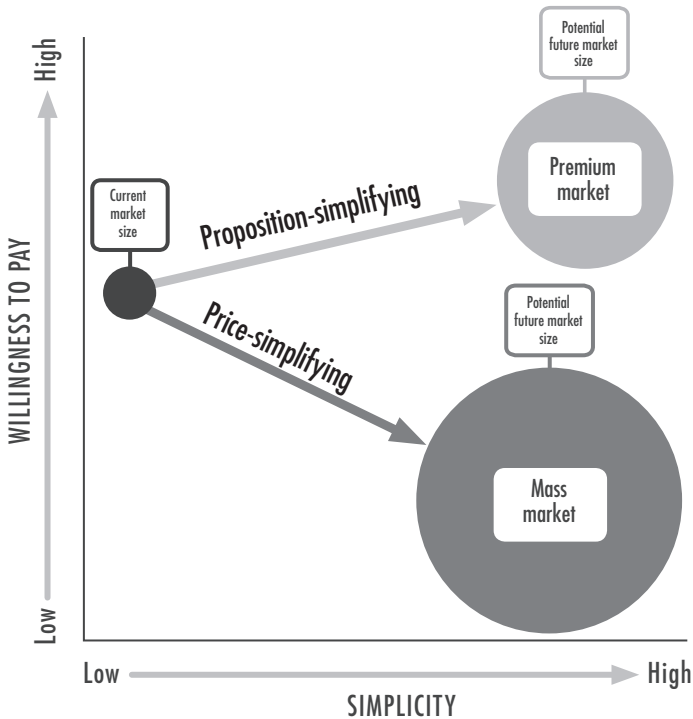 Potential
future market
size
High
Premium
market
Current
market
size
Proposition-simplifying
WILLINGNESS TO PAY
Potential
future market
size
Price-simplifying
Mass
market
Low
Low
High
SIMPLICITY